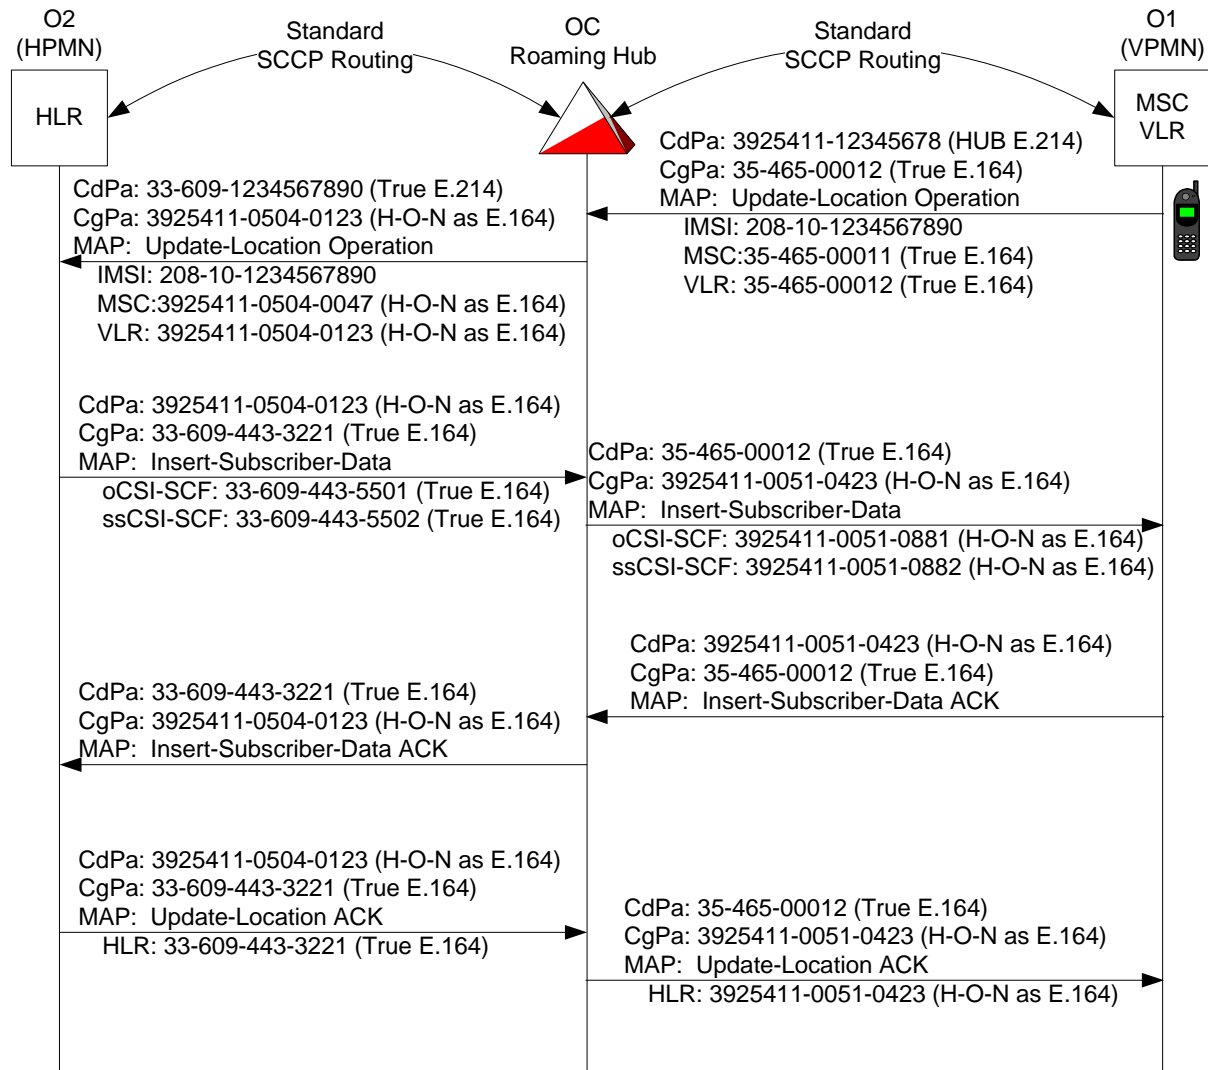 O2
(HPMN)
Standard
SCCP Routing
OC
Roaming Hub
Standard
SCCP Routing
O1
(VPMN)
HLR
MSC
VLR
CdPa: 3925411-12345678 (HUB E.214)
CgPa: 35-465-00012 (True E.164)
MAP:  Update-Location Operation
IMSI: 208-10-1234567890
MSC:35-465-00011 (True E.164)
VLR: 35-465-00012 (True E.164)
CdPa: 33-609-1234567890 (True E.214)
CgPa: 3925411-0504-0123 (H-O-N as E.164)
MAP:  Update-Location Operation
IMSI: 208-10-1234567890
MSC:3925411-0504-0047 (H-O-N as E.164)
VLR: 3925411-0504-0123 (H-O-N as E.164)
CdPa: 3925411-0504-0123 (H-O-N as E.164)
CgPa: 33-609-443-3221 (True E.164)
MAP:  Insert-Subscriber-Data
oCSI-SCF: 33-609-443-5501 (True E.164)
ssCSI-SCF: 33-609-443-5502 (True E.164)
CdPa: 35-465-00012 (True E.164)
CgPa: 3925411-0051-0423 (H-O-N as E.164)
MAP:  Insert-Subscriber-Data
oCSI-SCF: 3925411-0051-0881 (H-O-N as E.164)
ssCSI-SCF: 3925411-0051-0882 (H-O-N as E.164)
CdPa: 3925411-0051-0423 (H-O-N as E.164)
CgPa: 35-465-00012 (True E.164)
MAP:  Insert-Subscriber-Data ACK
CdPa: 33-609-443-3221 (True E.164)
CgPa: 3925411-0504-0123 (H-O-N as E.164)
MAP:  Insert-Subscriber-Data ACK
CdPa: 3925411-0504-0123 (H-O-N as E.164)
CgPa: 33-609-443-3221 (True E.164)
MAP:  Update-Location ACK
HLR: 33-609-443-3221 (True E.164)
CdPa: 35-465-00012 (True E.164)
CgPa: 3925411-0051-0423 (H-O-N as E.164)
MAP:  Update-Location ACK
HLR: 3925411-0051-0423 (H-O-N as E.164)